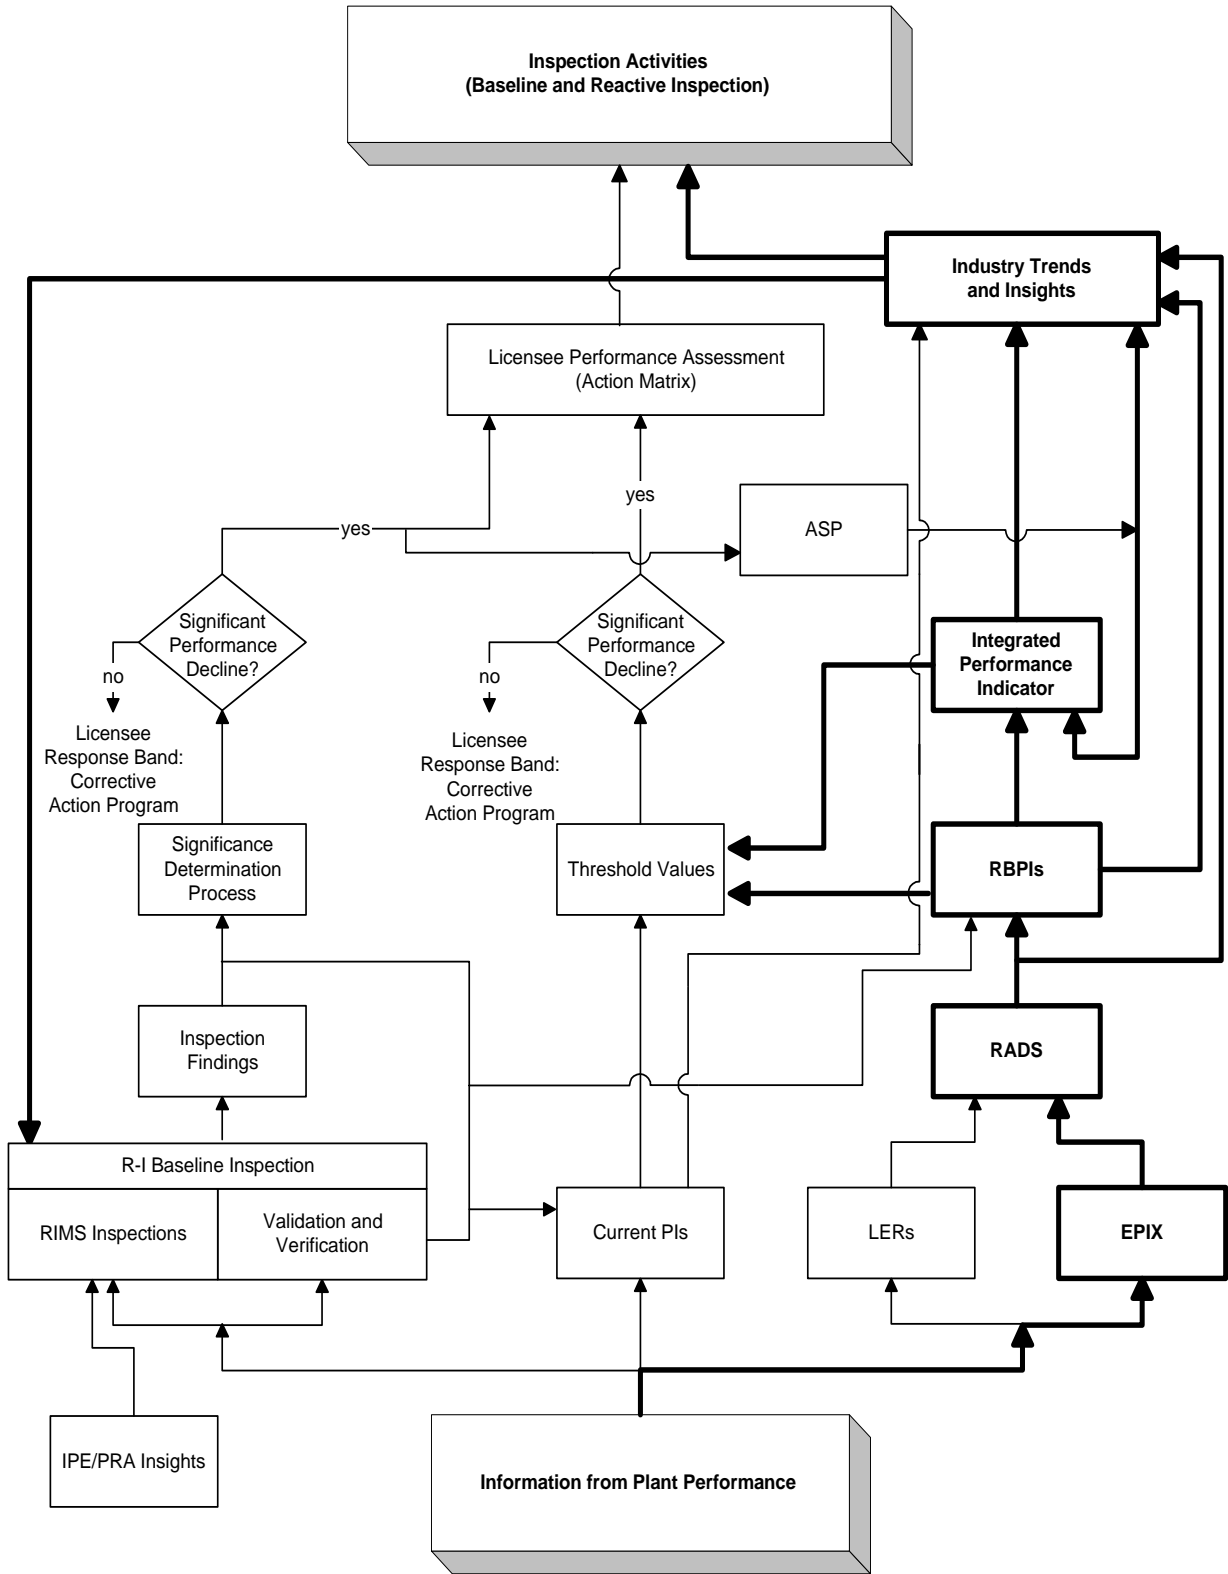 Inspection Activities
(Baseline and Reactive Inspection)
Industry Trends
and Insights
Licensee Performance Assessment
(Action Matrix)
yes
yes
ASP
Significant
Performance
Decline?
no
Licensee
Response Band:
Corrective
Action Program
Significant
Performance
Decline?
no
Licensee
Response Band:
Corrective
Action Program
Integrated
Performance
Indicator
Significance
Determination
Process
Threshold Values
RBPIs
Inspection
Findings
RADS
R-I Baseline Inspection
RIMS Inspections
Validation and
Verification
Current PIs
LERs
EPIX
IPE/PRA Insights
Information from Plant Performance